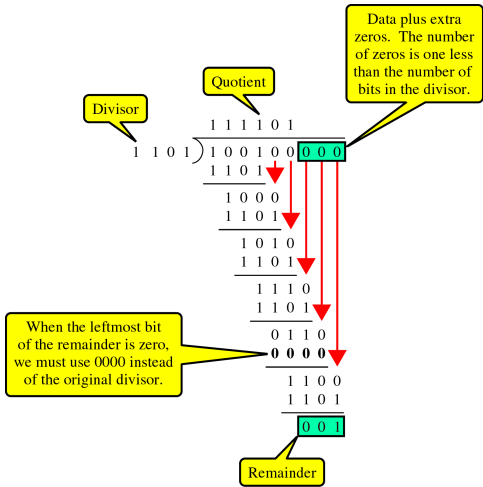 Data plus extra
zeros. The number
of zeros is one less
than the number of
bits in the divisor.
Quotient
Divisor
1 1 1 1 0 1
1 1 0 1 ) 1 0 0 1 0 0 0 0 0
1 1 0 1
1 0 0 0
1 1 0 1
1 0 1 0
1 1 0 1
1 1 1 0
1 1 0 1
When the leftmost bit
of the remainder is zero,
we must use 0000 instead
of the original divisor.
0 1 1 0
0 0 0 0
1 1 0 0
1 1 0 1
0 0 1
Remainder